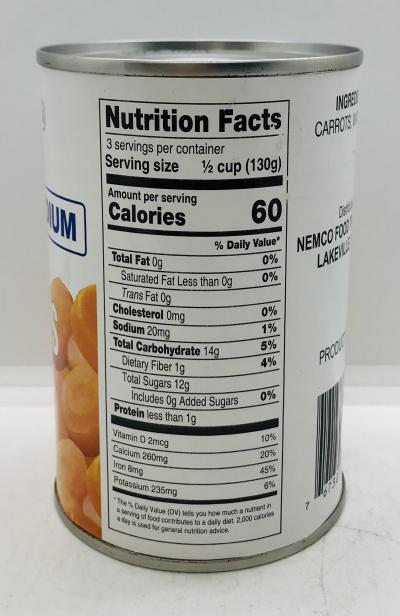 Nutrition Facts
3 servings per container
Serving size ½ cup (130g)
Amount per serving
Calories 60
% Daily Value*
Total Fat 0g 0%
Saturated Fat Less than 0g 0%
Trans Fat 0g
Cholesterol 0mg 0%
Sodium 20mg 1%
Total Carbohydrate 14g 5%
Dietary Fiber 1g 4%
Total Sugars 12g
Includes 0g Added Sugars 0%
Protein less than 1g
Vitamin D 2mcg 10%
Calcium 260mg 20%
Iron 8mg 45%
Potassium 235mg 6%
* The % Daily Value (DV) tells you how much a nutrient in
a serving of food contributes to a daily diet. 2,000 calories
a day is used for general nutrition advice.
IUM
S
INGRED
CARROTS, WA
Distrib
NEMCO FOOD
LAKEVIL
PRODUC
7